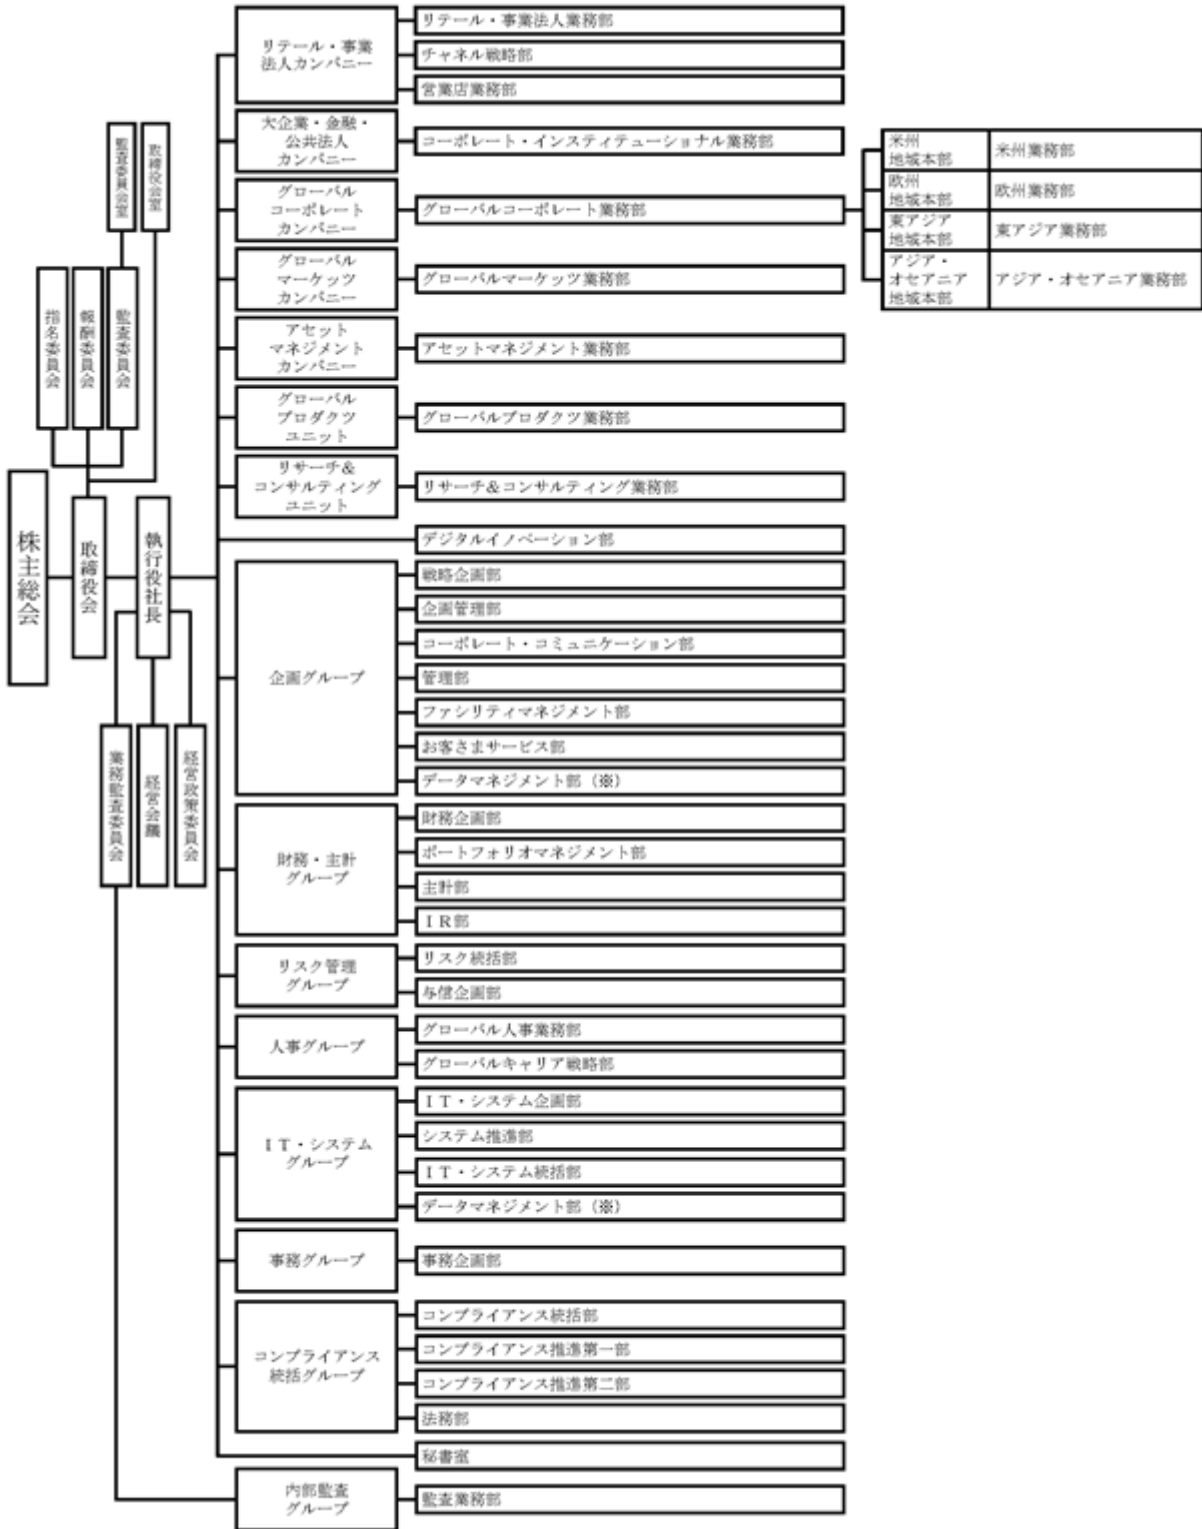 株主総会
取締役会
指名委員会
報酬委員会
監査委員会
監査委員会室
取締役会室
執行役社長
業務監査委員会
経営会議
経営政策委員会
リテール・事業
法人カンパニー
リテール・事業法人業務部
チャネル戦略部
営業店業務部
大企業・金融・
公共法人
カンパニー
コーポレート・インスティテューショナル業務部
グローバル
コーポレート
カンパニー
グローバルコーポレート業務部
米州
地域本部
米州業務部
欧州
地域本部
欧州業務部
東アジア
地域本部
東アジア業務部
アジア・
オセアニア
地域本部
アジア・オセアニア業務部
グローバル
マーケッツ
カンパニー
グローバルマーケッツ業務部
アセット
マネジメント
カンパニー
アセットマネジメント業務部
グローバル
プロダクツ
ユニット
グローバルプロダクツ業務部
リサーチ&
コンサルティング
ユニット
リサーチ&コンサルティング業務部
デジタルイノベーション部
企画グループ
戦略企画部
企画管理部
コーポレート・コミュニケーション部
管理部
ファシリティマネジメント部
お客さまサービス部
データマネジメント部（※）
財務・主計
グループ
財務企画部
ポートフォリオマネジメント部
主計部
ＩＲ部
リスク管理
グループ
リスク統括部
与信企画部
人事グループ
グローバル人事業務部
グローバルキャリア戦略部
ＩＴ・システム
グループ
ＩＴ・システム企画部
システム推進部
ＩＴ・システム統括部
データマネジメント部（※）
事務グループ
事務企画部
コンプライアンス
統括グループ
コンプライアンス統括部
コンプライアンス推進第一部
コンプライアンス推進第二部
法務部
秘書室
内部監査
グループ
監査業務部